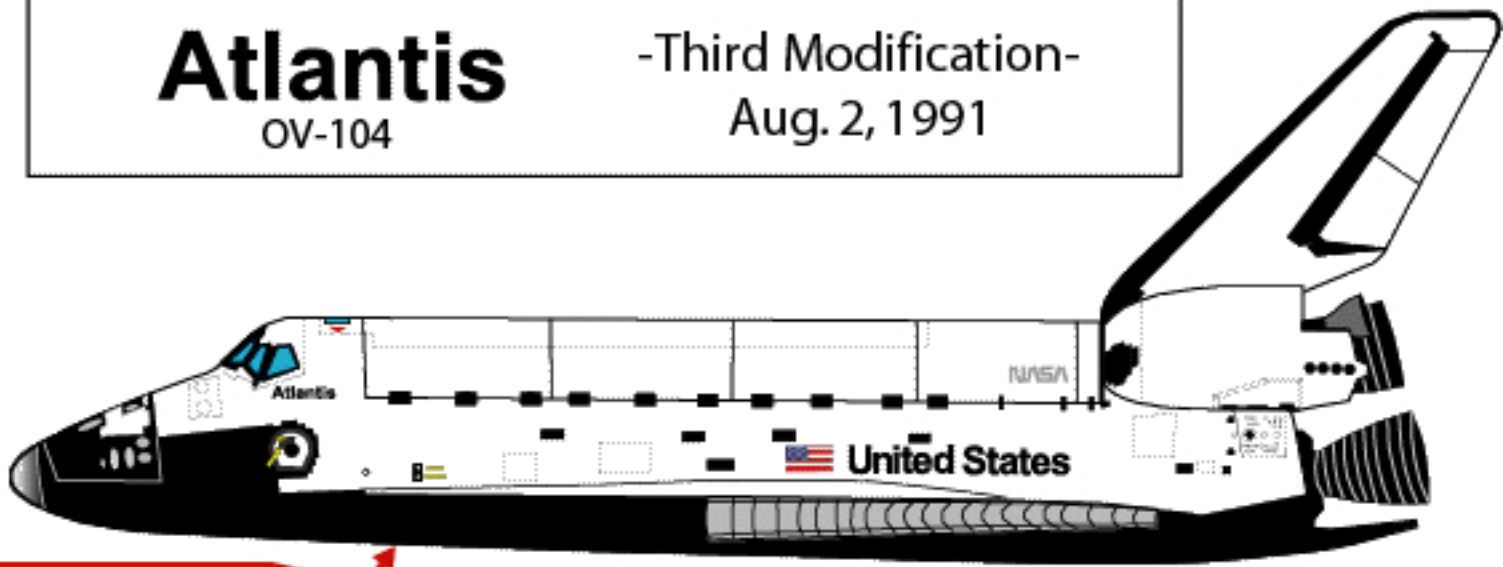 Atlantis
OV-104
-Third Modification-
Aug. 2, 1991
Atlantis
NASA
United States